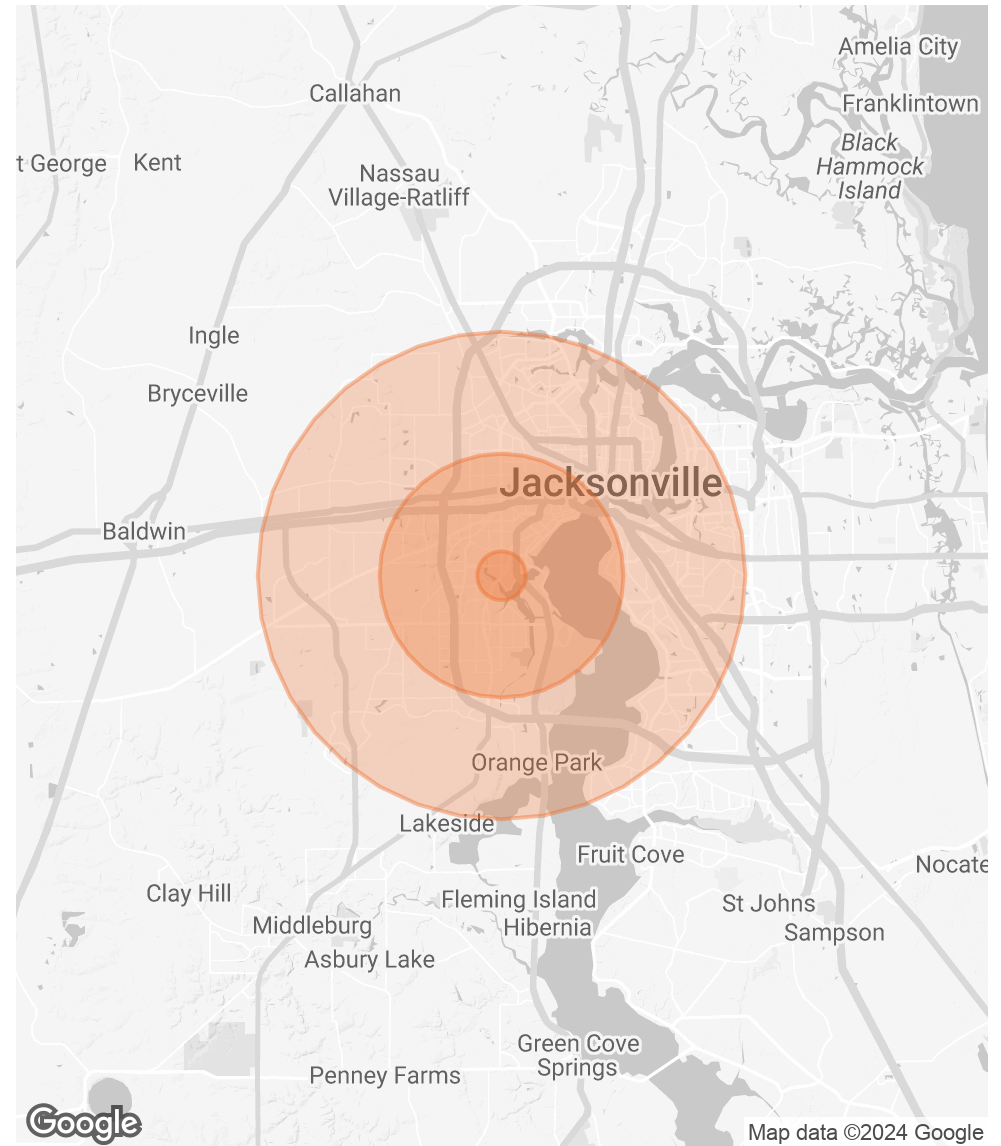 Amelia City
Callahan
Franklintown
Black
Hammock
Island
t George
Kent
Nassau
Village-Ratliff
Ingle
Bryceville
Jacksonville
Baldwin
Orange Park
Lakeside
Fruit Cove
Nocate
Clay Hill
Fleming Island
St Johns
Middleburg
Hibernia
Sampson
Asbury Lake
Green Cove
Springs
Penney Farms
Google
Map data ©2024 Google